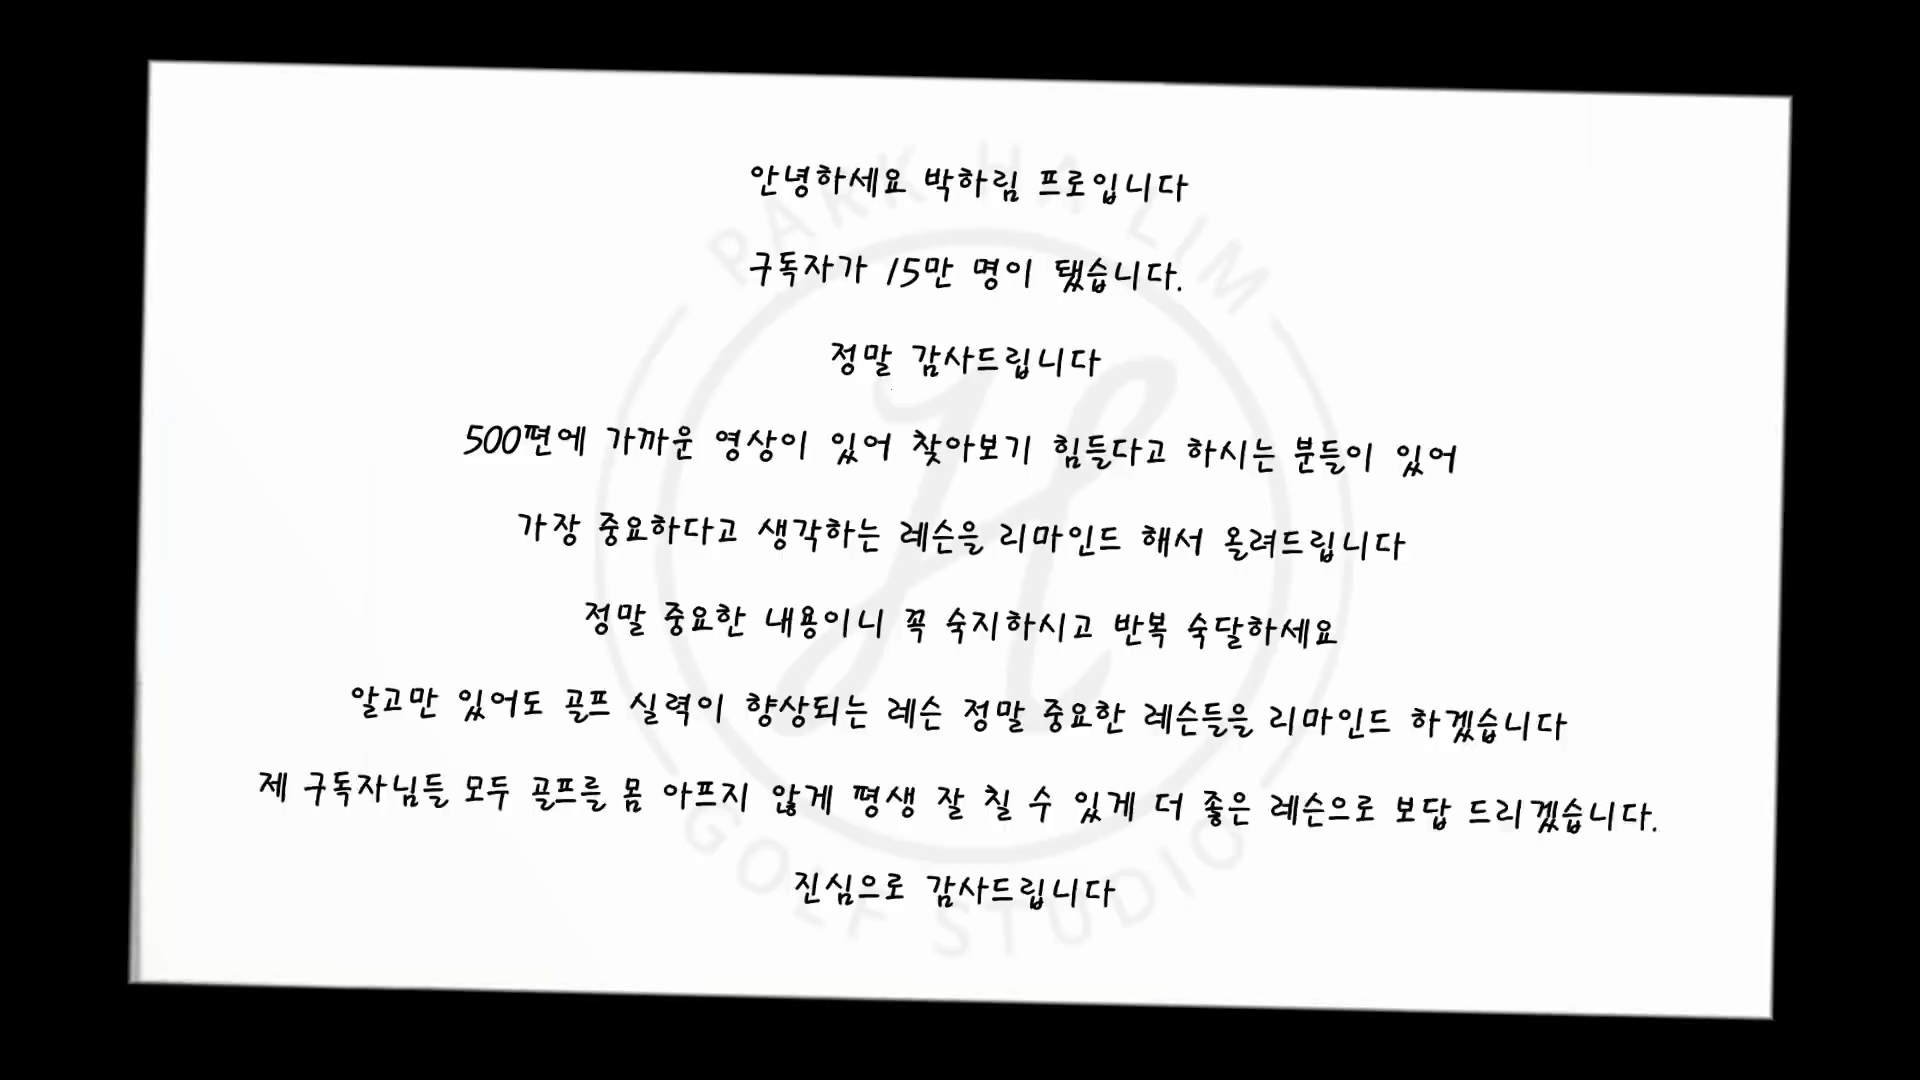 안녕하세요 박하림 프로입니다
구독자가 15만 명이 됐습니다.
정말 감사드립니다
500편에 가까운 영상이 있어 찾아보기 힘들다고 하시는 분들이 있어
가장 중요하다고 생각하는 레슨을 리마인드 해서 올려드립니다
정말 중요한 내용이니 꼭 숙지하시고 반복 숙달하세요
알고만 있어도 골프 실력이 향상되는 레슨 정말 중요한 레슨들을 리마인드 하겠습니다
제 구독자님들 모두 골프를 몸 아프지 않게 평생 잘 칠 수 있게 더 좋은 레슨으로 보답 드리겠습니다.
진심으로 감사드립니다
PARK HA LIM
H
GOLF STUDIO